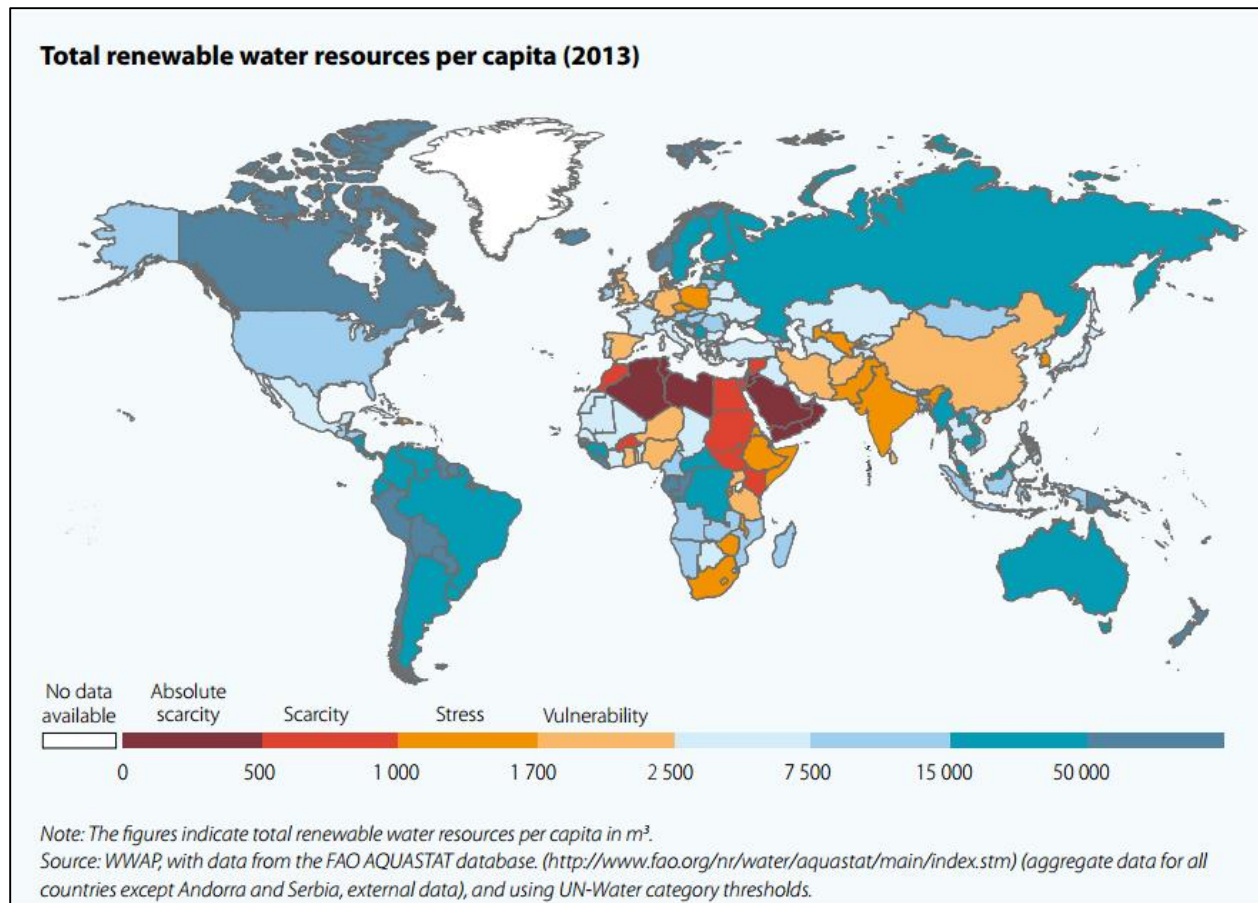 Total renewable water resources per capita (2013)
No data available
Absolute scarcity
Scarcity
Stress
Vulnerability
0
500
1 000
1 700
2 500
7 500
15 000
50 000
Note: The figures indicate total renewable water resources per capita in m³.
Source: WWAP, with data from the FAO AQUASTAT database. (http://www.fao.org/nr/water/aquastat/main/index.stm) (aggregate data for all
countries except Andorra and Serbia, external data), and using UN-Water category thresholds.